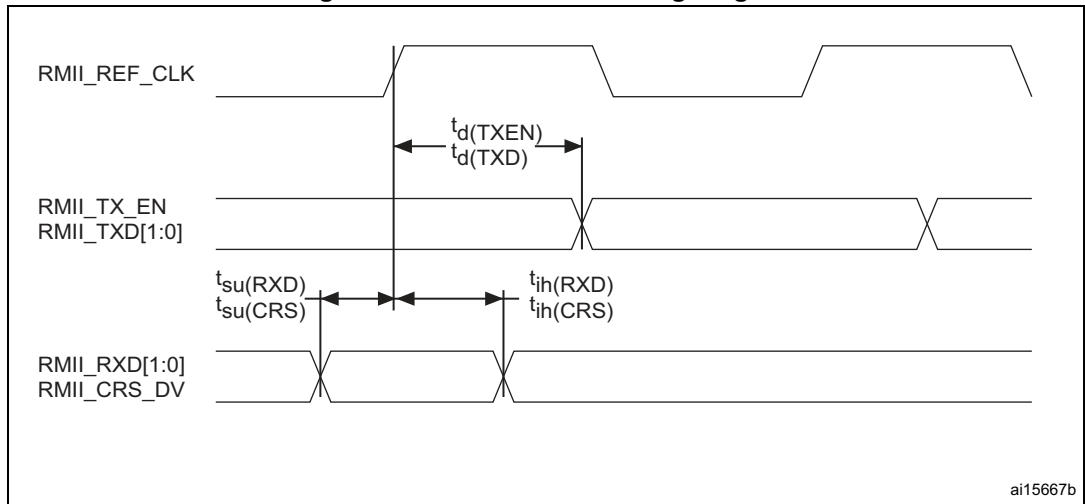 RMII_REF_CLK
td(TXEN)
td(TXD)
RMII_TX_EN
RMII_TXD[1:0]
tsu(RXD)
tsu(CRS)
tih(RXD)
tih(CRS)
RMII_RXD[1:0]
RMII_CRS_DV
ai15667b